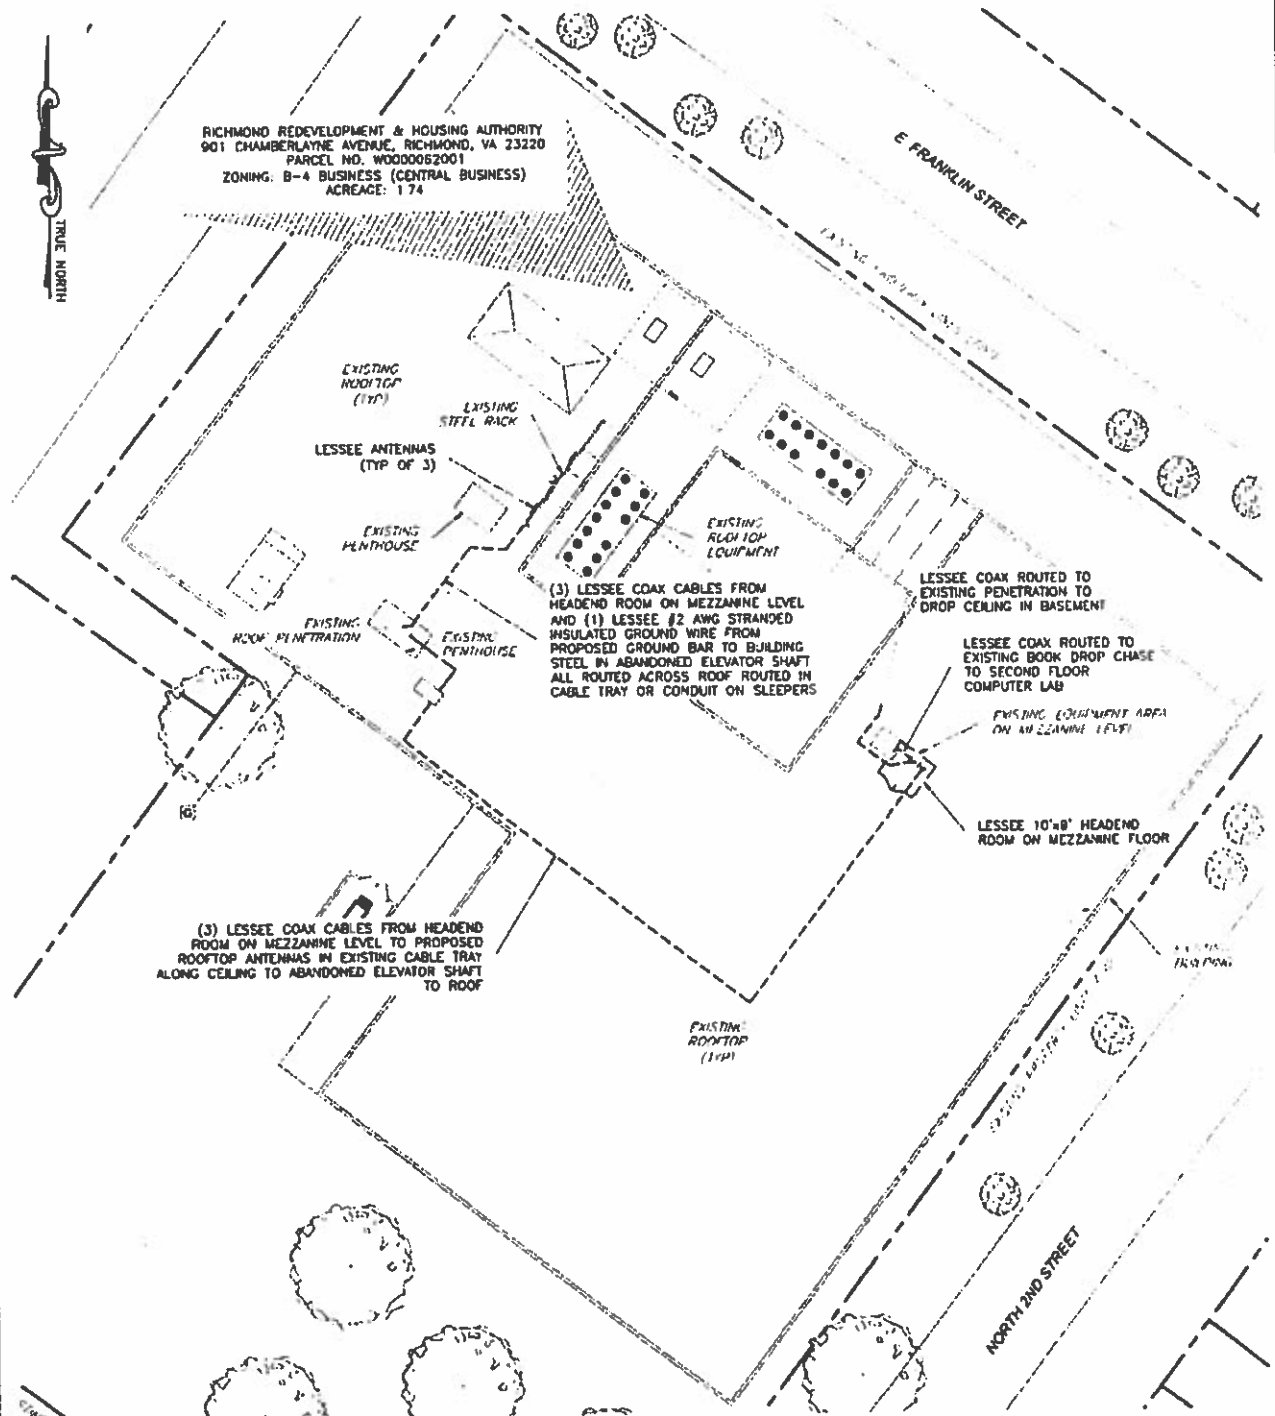 RICHMOND REDEVELOPMENT & HOUSING AUTHORITY
901 CHAMBERLAYNE AVENUE, RICHMOND, VA 23220
PARCEL NO. W0000062001
ZONING: B-4 BUSINESS (CENTRAL BUSINESS)
ACREAGE: 1 74
TRUE NORTH
E FRANKLIN STREET
EXISTING
ROOFTOP
(TYP)
EXISTING
STEEL RACK
LESSEE ANTENNAS
(TYP OF 3)
EXISTING
PENTHOUSE
EXISTING
ROOFTOP
EQUIPMENT
(3) LESSEE COAX CABLES FROM
HEADEND ROOM ON MEZZANINE LEVEL
AND (1) LESSEE #2 AWG STRANDED
INSULATED GROUND WIRE FROM
PROPOSED GROUND BAR TO BUILDING
STEEL IN ABANDONED ELEVATOR SHAFT
ALL ROUTED ACROSS ROOF ROUTED IN
CABLE TRAY OR CONDUIT ON SLEEPERS
EXISTING
ROOF PENETRATION
EXISTING
PENTHOUSE
LESSEE COAX ROUTED TO
EXISTING PENETRATION TO
DROP CEILING IN BASEMENT
LESSEE COAX ROUTED TO
EXISTING BOOK DROP CHASE
TO SECOND FLOOR
COMPUTER LAB
EXISTING EQUIPMENT AREA
ON MEZZANINE LEVEL
LESSEE 10'x8' HEADEND
ROOM ON MEZZANINE FLOOR
(3) LESSEE COAX CABLES FROM HEADEND
ROOM ON MEZZANINE LEVEL TO PROPOSED
ROOFTOP ANTENNAS IN EXISTING CABLE TRAY
ALONG CEILING TO ABANDONED ELEVATOR SHAFT
TO ROOF
EXISTING
BUILDING
EXISTING
ROOFTOP
(TYP)
NORTH 2ND STREET